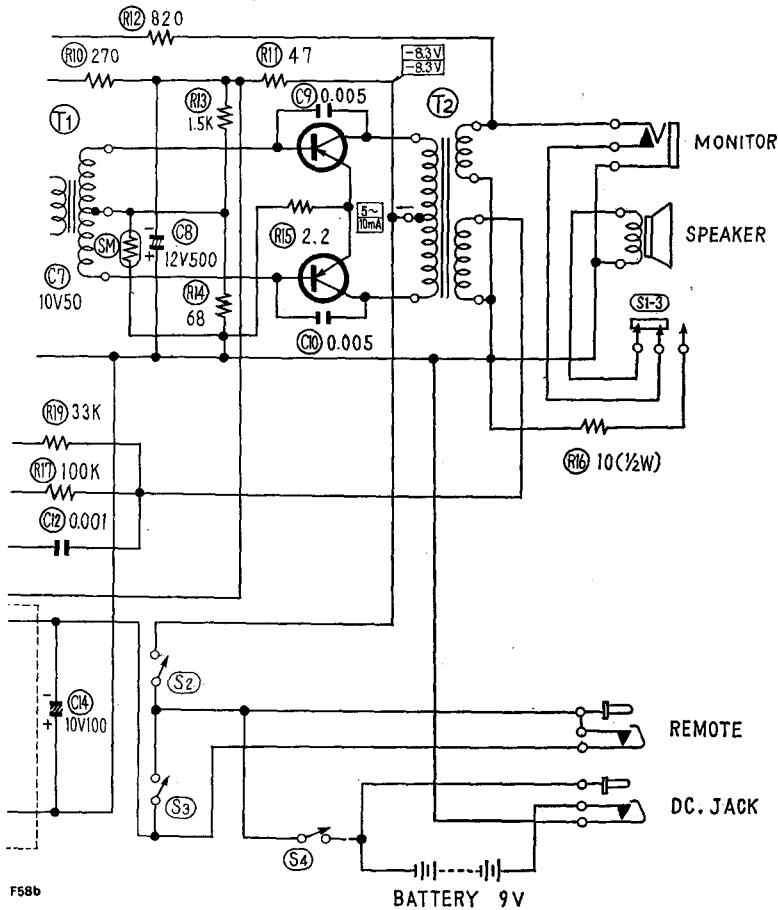 R12 820
R10 270
R11 47
-8.3V
-8.3V
C9 0.005
T2
R13
1.5K
T1
MONITOR
SM
C8
12V500
R15 2.2
5~
10mA
SPEAKER
C7
10V50
R14
68
C10 0.005
S1-3
R19 33K
R16 10 (½W)
R17 100K
C12 0.001
S2
C14
10V100
REMOTE
S3
DC. JACK
S4
BATTERY 9V
F58b